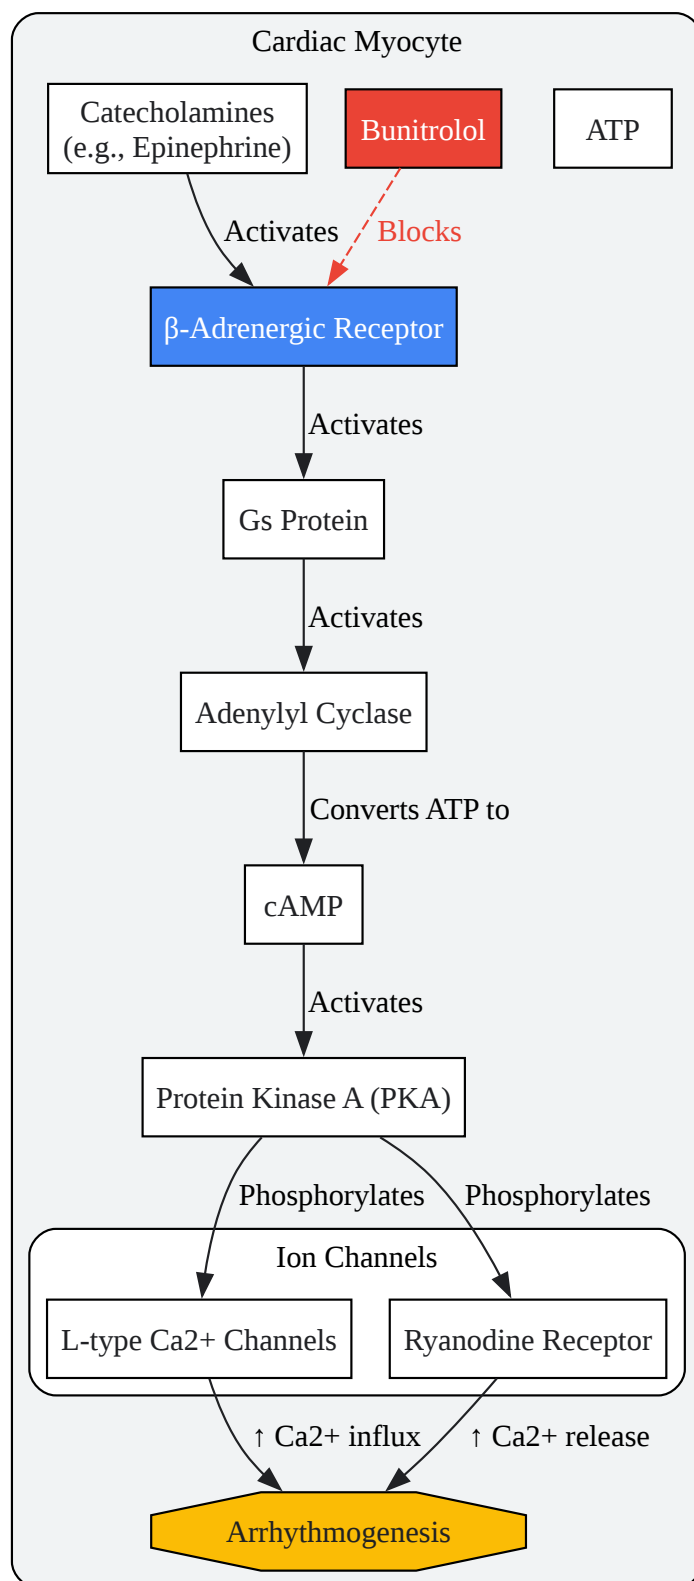 Cardiac Myocyte
Catecholamines
(e.g., Epinephrine)
Bunitrolol
ATP
Activates
Blocks
β-Adrenergic Receptor
Activates
Gs Protein
Activates
Adenylyl Cyclase
Converts ATP to
cAMP
Activates
Protein Kinase A (PKA)
Phosphorylates
Phosphorylates
Ion Channels
L-type Ca2+ Channels
Ryanodine Receptor
↑ Ca2+ influx
↑ Ca2+ release
Arrhythmogenesis